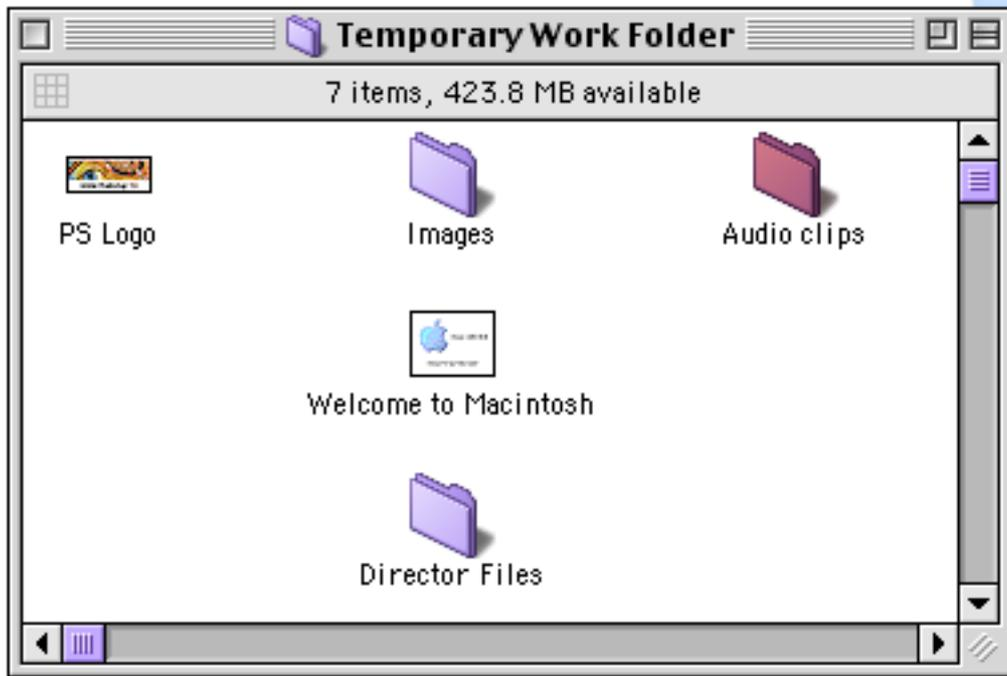 Temporary Work Folder
7 items, 423.8 MB available
PS Logo
Images
Audio clips
Welcome to Macintosh
Director Files